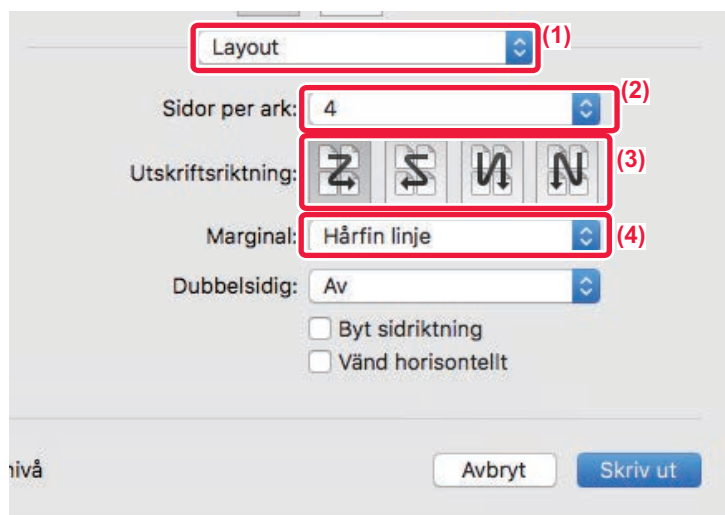 Layout (1)
Sidor per ark: 4 (2)
Utskriftsriktning: (3)
Marginal: Hårfin linje (4)
Dubbelsidig: Av
Byt sidriktning
Vänd horisontellt
nivå Avbryt Skriv ut